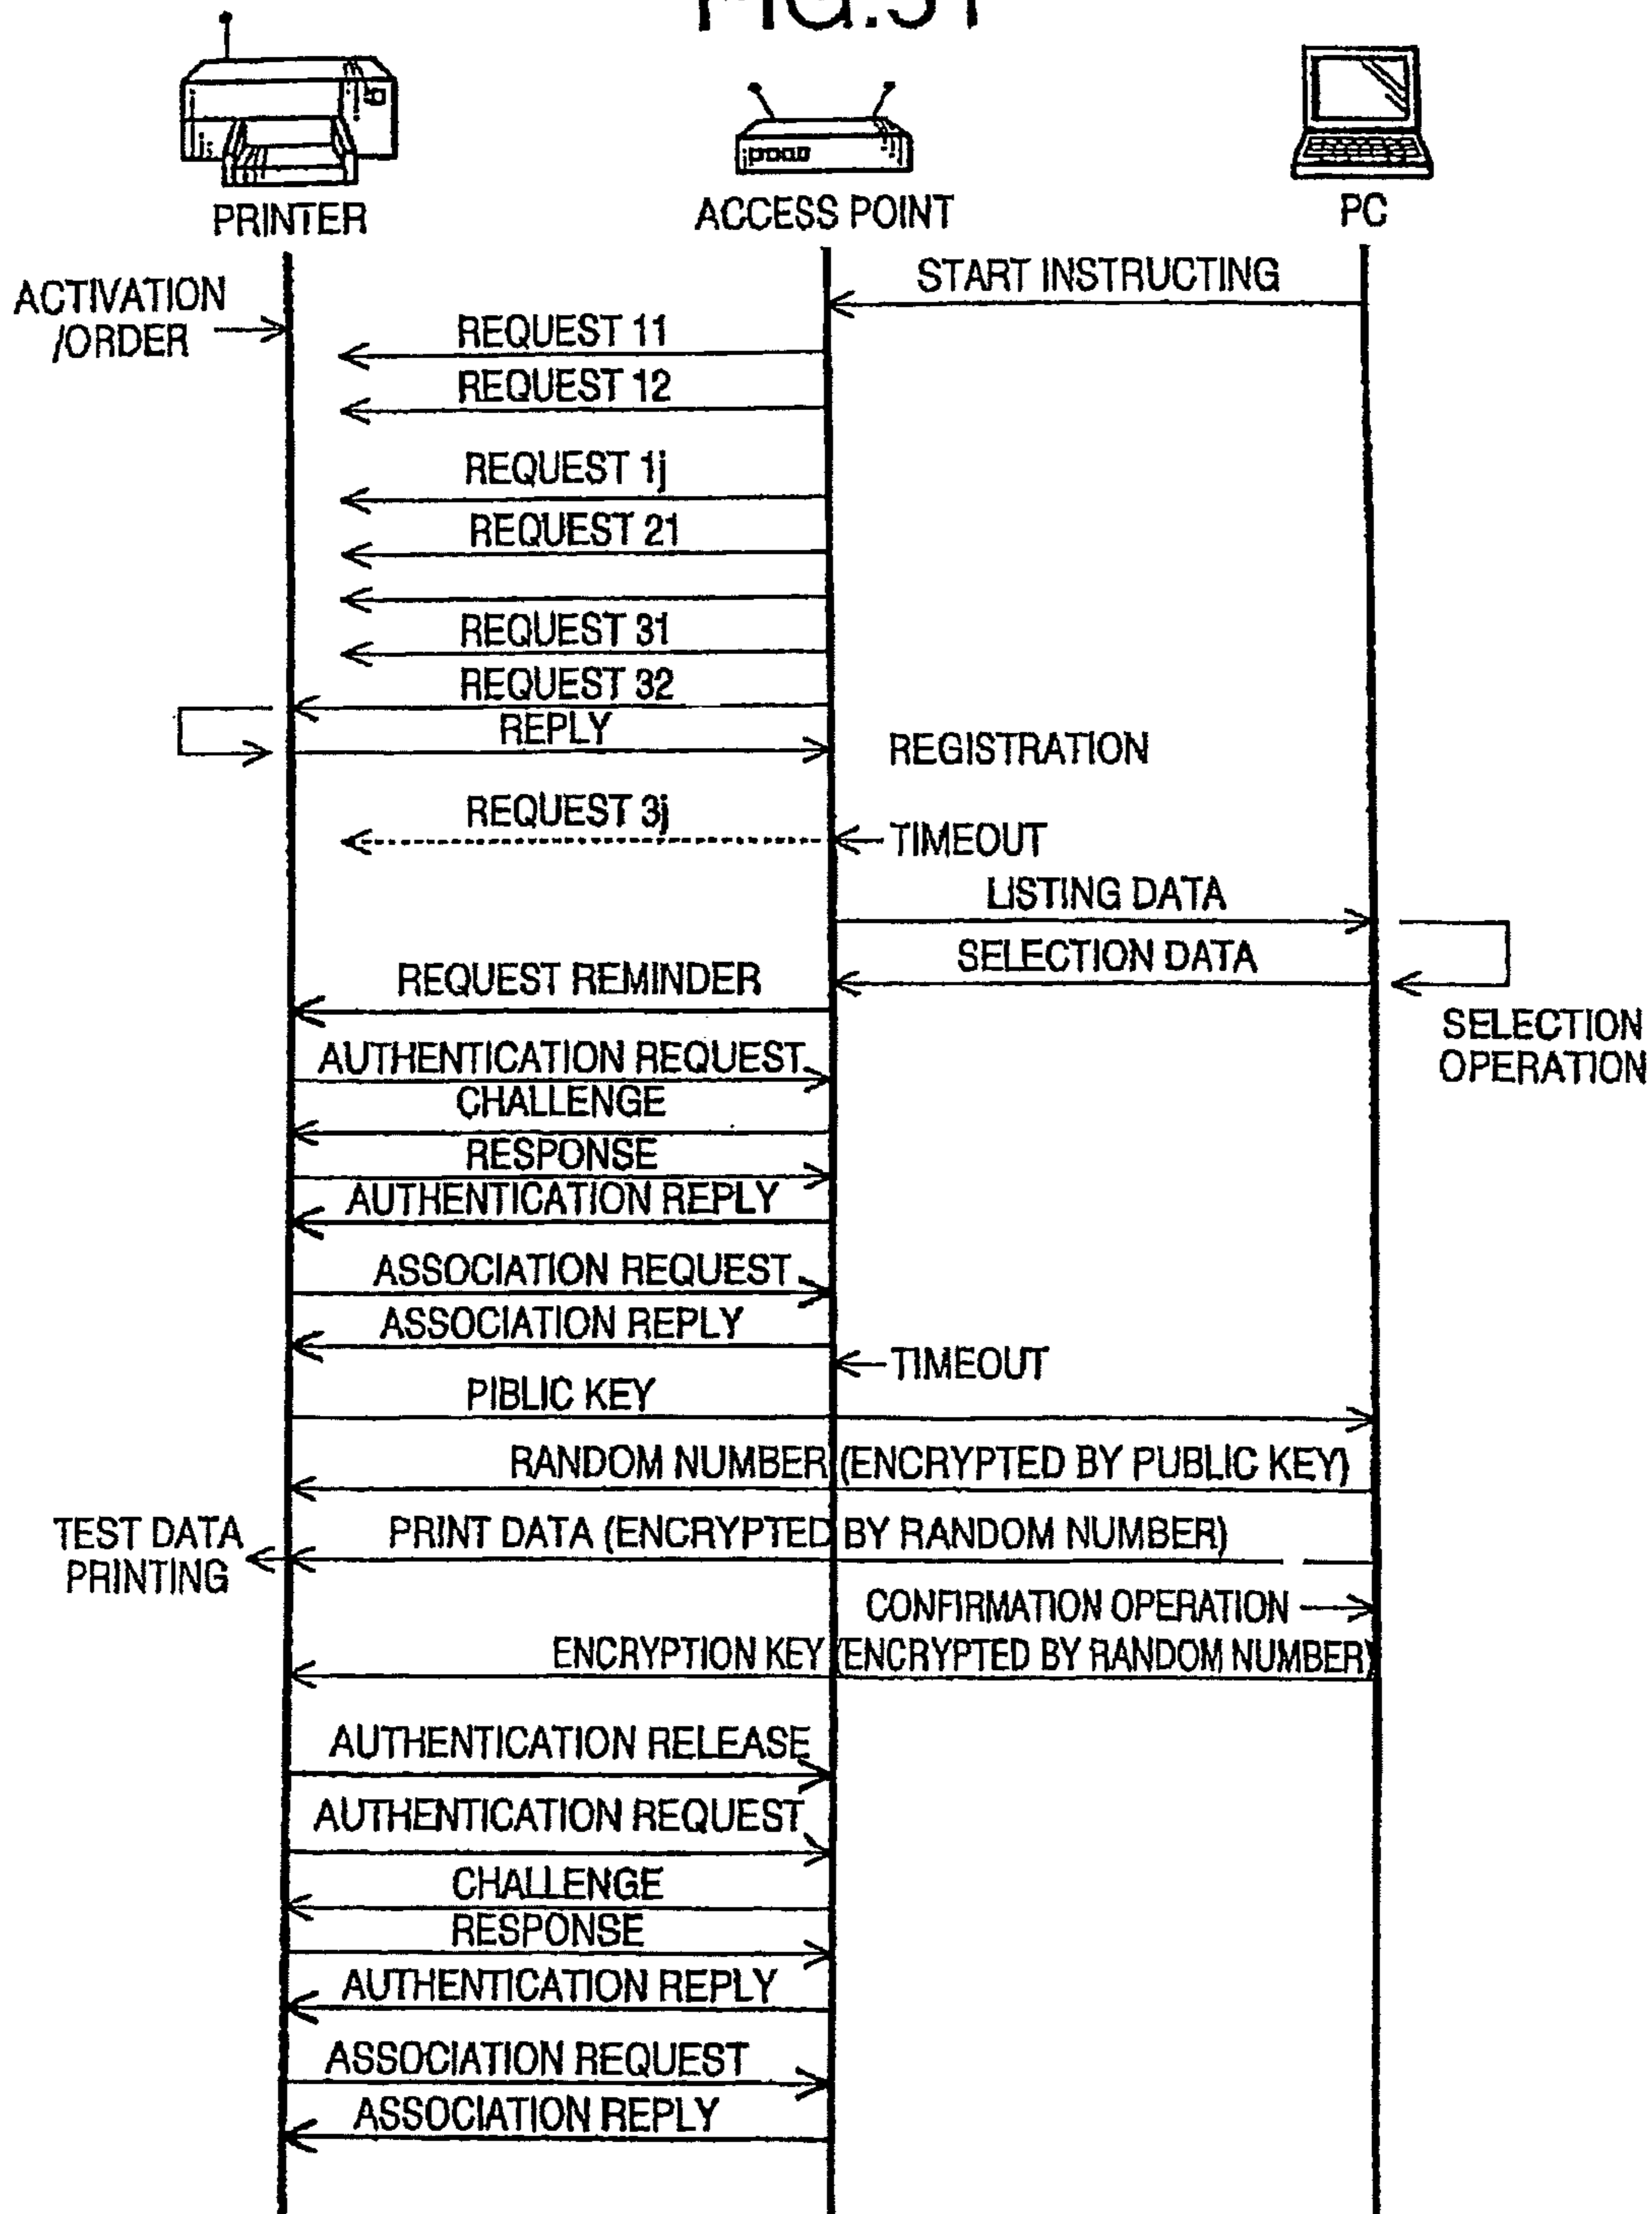 FIG.31
PRINTER
ACCESS POINT
PC
START INSTRUCTING
ACTIVATION
/ORDER
REQUEST 11
REQUEST 12
REQUEST 1j
REQUEST 21
REQUEST 31
REQUEST 32
REPLY
REGISTRATION
REQUEST 3j
TIMEOUT
LISTING DATA
SELECTION DATA
REQUEST REMINDER
SELECTION
OPERATION
AUTHENTICATION REQUEST
CHALLENGE
RESPONSE
AUTHENTICATION REPLY
ASSOCIATION REQUEST
ASSOCIATION REPLY
TIMEOUT
PIBLIC KEY
RANDOM NUMBER (ENCRYPTED BY PUBLIC KEY)
TEST DATA
PRINTING
PRINT DATA (ENCRYPTED BY RANDOM NUMBER)
CONFIRMATION OPERATION
ENCRYPTION KEY (ENCRYPTED BY RANDOM NUMBER)
AUTHENTICATION RELEASE
AUTHENTICATION REQUEST
CHALLENGE
RESPONSE
AUTHENTICATION REPLY
ASSOCIATION REQUEST
ASSOCIATION REPLY